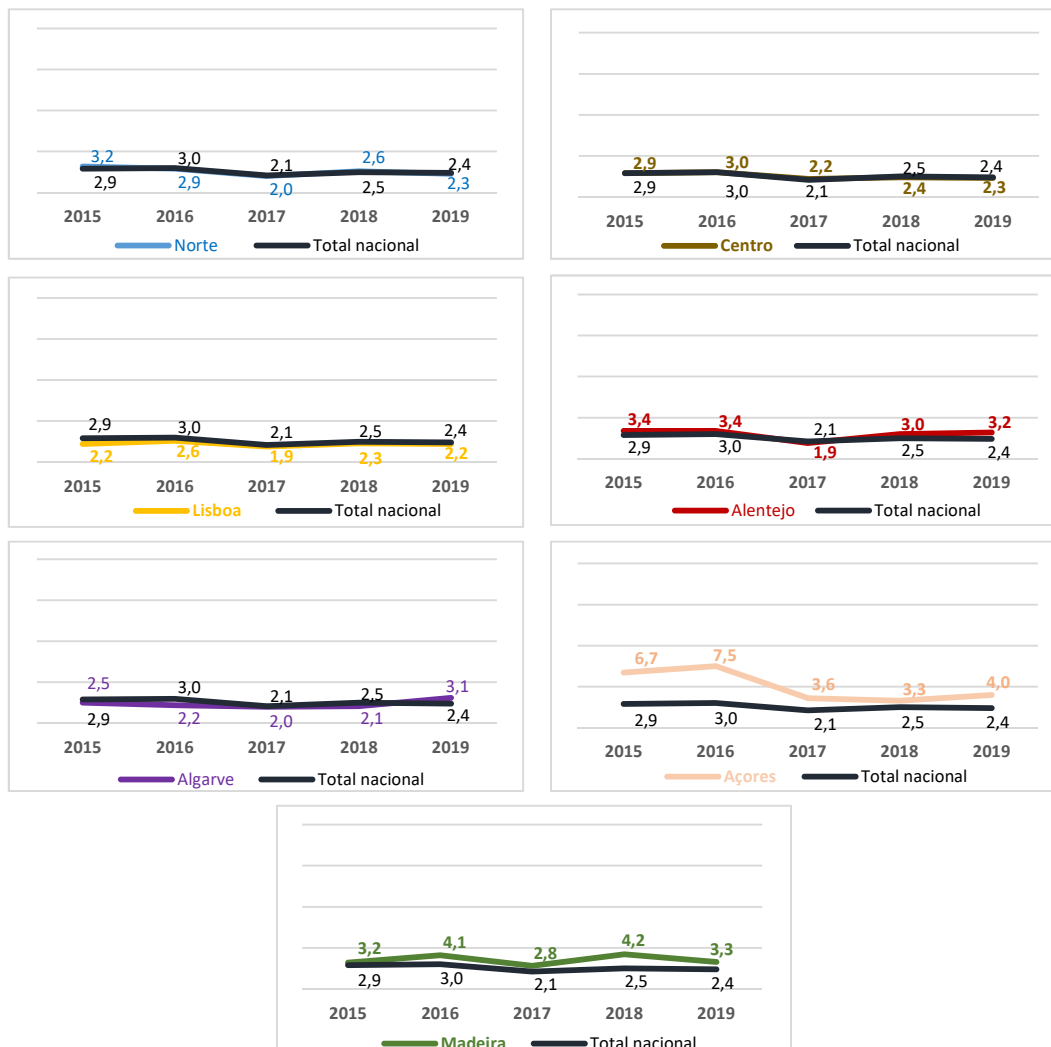 3,2 3,0 2,1 2,6 2,4
2,9 2,9 2,0 2,5 2,3
2015 2016 2017 2018 2019
Norte Total nacional
2,9 3,0 2,2 2,5 2,4
2,9 3,0 2,1 2,4 2,3
2015 2016 2017 2018 2019
Centro Total nacional
2,9 3,0 2,1 2,5 2,4
2,2 2,6 1,9 2,3 2,2
2015 2016 2017 2018 2019
Lisboa Total nacional
3,4 3,4 2,1 3,0 3,2
2,9 3,0 1,9 2,5 2,4
2015 2016 2017 2018 2019
Alentejo Total nacional
2,5 3,0 2,1 2,5 3,1
2,9 2,2 2,0 2,1 2,4
2015 2016 2017 2018 2019
Algarve Total nacional
6,7 7,5 3,6 3,3 4,0
2,9 3,0 2,1 2,5 2,4
2015 2016 2017 2018 2019
Açores Total nacional
3,2 4,1 2,8 4,2 3,3
2,9 3,0 2,1 2,5 2,4
2015 2016 2017 2018 2019
Madeira Total nacional